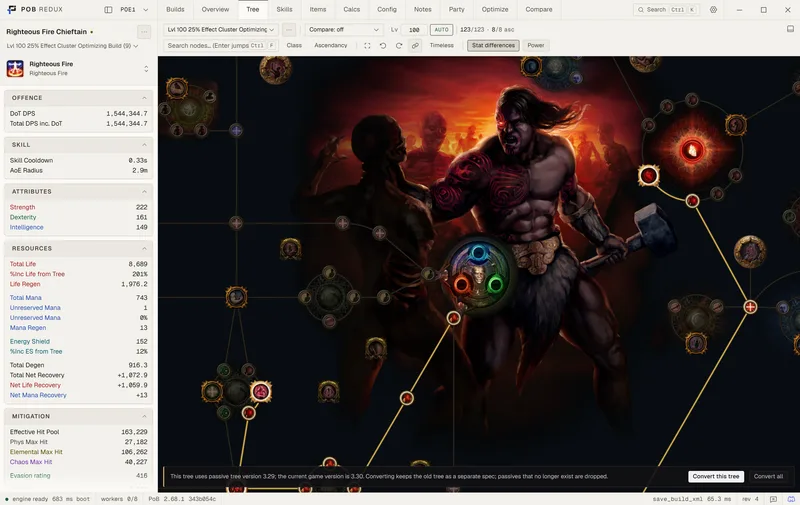 POB REDUX
POE1
Builds Overview Tree Skills Items Calcs Config Notes Party Optimize Compare
Search Ctrl K
Righteous Fire Chieftain
Lvl 100 25% Effect Cluster Optimizing Build (9)
Righteous Fire
Righteous Fire
OFFENCE
DoT DPS 1,544,344.7
Total DPS inc. DoT 1,544,344.7
SKILL
Skill Cooldown 0.33s
AoE Radius 2.9m
ATTRIBUTES
Strength 222
Dexterity 161
Intelligence 149
RESOURCES
Total Life 8,689
%Inc Life from Tree 201%
Life Regen 1,976.2
Total Mana 743
Unreserved Mana 1
Unreserved Mana 0%
Mana Regen 13
Energy Shield 152
%Inc ES from Tree 12%
Total Degen 916.3
Total Net Recovery +1,072.9
Net Life Recovery +1,059.9
Net Mana Recovery +13
MITIGATION
Effective Hit Pool 163,229
Phys Max Hit 27,182
Elemental Max Hit 106,262
Chaos Max Hit 40,227
Evasion rating 416
Lvl 100 25% Effect Cluster Optimizing
Compare: off
Lv 100 AUTO 123/123 · 8/8 asc
Search nodes... (Enter jumps Ctrl F
Class Ascendancy
Timeless
Stat differences
Power
This tree uses passive tree version 3.29; the current game version is 3.30. Converting keeps the old tree as a separate spec; passives that no longer exist are dropped.
Convert this tree
Convert all
engine ready 683 ms boot workers 0/8 PoB 2.68.1 343b054c
save_build_xml 65.3 ms rev 4